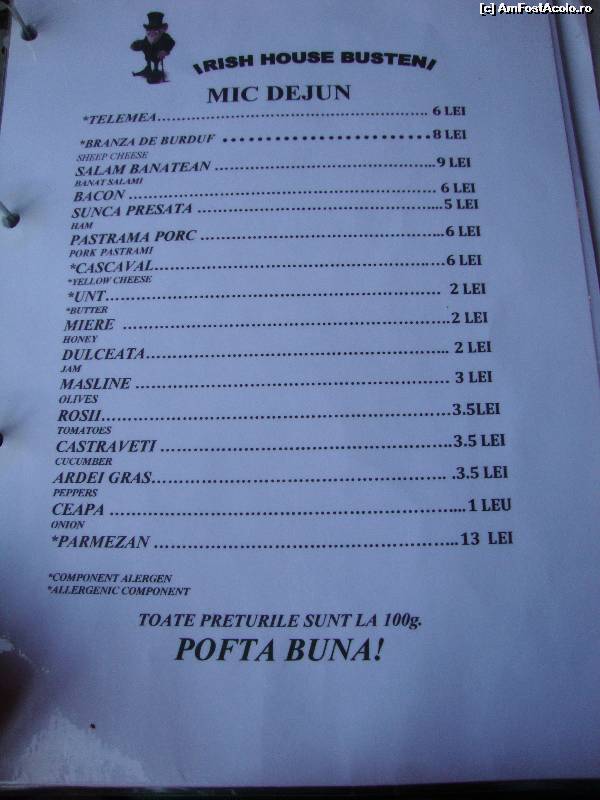 [c] AmFostAcolo.ro
IRISH HOUSE BUSTENI
MIC DEJUN
*TELEMEA.................................................. 6 LEI
*BRANZA DE BURDUF ........................ 8 LEI
SHEEP CHEESE
SALAM BANATEAN ........................................9 LEI
BANAT SALAMI
BACON ........................................................ 6 LEI
SUNCA PRESATA ...........................................5 LEI
HAM
PASTRAMA PORC ...........................................6 LEI
PORK PASTRAMI
*CASCAVAL.....................................................6 LEI
*YELLOW CHEESE
*UNT............................................................. 2 LEI
*BUTTER
MIERE ...........................................................2 LEI
HONEY
DULCEATA...................................................... 2 LEI
JAM
MASLINE ....................................................... 3 LEI
OLIVES
ROSII..............................................................3.5LEI
TOMATOES
CASTRAVETI ...................................................3.5 LEI
CUCUMBER
ARDEI GRAS.................................................... .3.5 LEI
PEPPERS
CEAPA ............................................................1 LEU
ONION
*PARMEZAN .....................................................13 LEI
*COMPONENT ALERGEN
*ALLERGENIC COMPONENT
TOATE PRETURILE SUNT LA 100g.
POFTA BUNA!